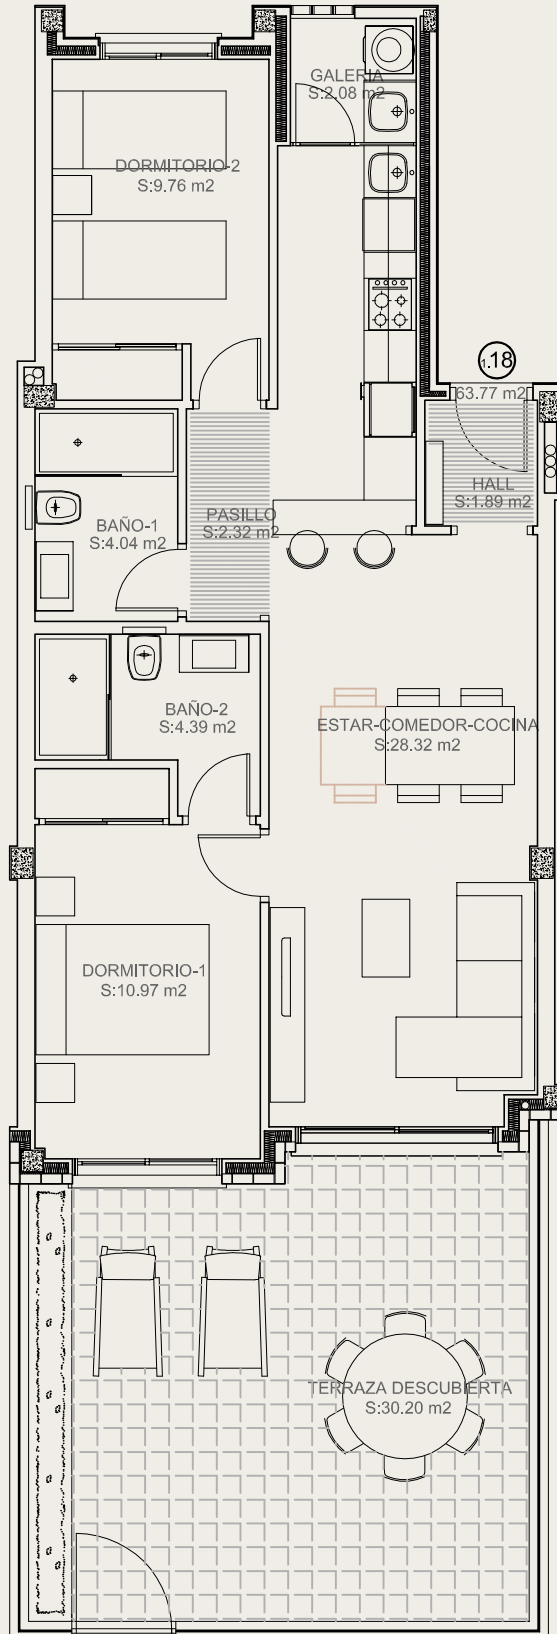 GALERIA
S:2.08 m2
DORMITORIO-2
S:9.76 m2
1.18
63.77 m2
HALL
S:1.89 m2
PASILLO
S:2.32 m2
BAÑO-1
S:4.04 m2
BAÑO-2
S:4.39 m2
ESTAR-COMEDOR-COCINA
S:28.32 m2
DORMITORIO-1
S:10.97 m2
TERRAZA DESCUBIERTA
S:30.20 m2